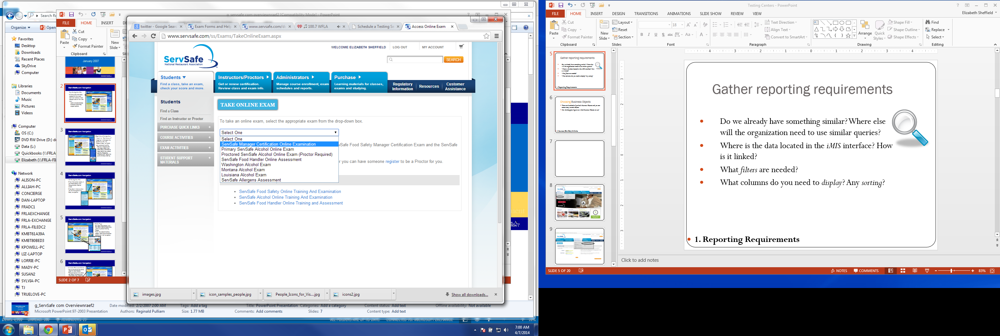 g_servsafe com overviewnraef2 [Compatibility Mode] - PowerPoint
Search Re
Organize
Open
Favorites
Desktop
Downloads
Recent Places
SkyDrive
Computer
Libraries
Documents
Music
Pictures
Videos
Computer
OS (C:)
DVD RW Drive (D:) dr
Data (L:)
Quickbooks (\\FRLA
Elizabeth (\\FRLA-FIL
Network
ALISON-PC
ALLIAH-PC
CONCIERGE
DAN-LAPTOP
FRADC1
FRLAEXCHANGE
FRLA-EXCHANGE
FRLA-FILEDC2
KMBT61A39A
KMBT80BED3
KPOWELL-PC
LIZ-LAPTOP
LORRIE-PC
MADY-PC
SUSAN2
SYLVIA-PC
TJ
TRUELOVE-PC
FILE HOME INSERT DE
Paste
Cut
Copy
Format Painter
New Slide
Clipboard
January 2007
2
ServSafe.com Navigation
3
4
5
6
SLIDE 2 OF 7
twitter - Google Searc
Exam Forms and Help
www.servsafe.com/do
100.7 WFLA
Schedule a Testing Se
Access Online Exam
www.servsafe.com/ss/Exams/TakeOnlineExam.aspx
ServSafe
National Restaurant Association
WELCOME ELIZABETH SHEFFIELD LOG OUT MY ACCOUNT
SEARCH
Students
Find a class, take an exam,
check your score and more.
Instructors/Proctors
Get or renew certification.
Review class and exam info.
Administrators
Manage course enrollment, exam
schedules and reports.
Purchase
Learning materials for classes,
exams and studying.
Regulatory Information
Resources
Customer Assistance
Students
Find a Class
Find an Instructor or Proctor
PURCHASE QUICK LINKS +
COURSE ACTIVITIES +
EXAM ACTIVITIES +
STUDENT SUPPORT MATERIALS +
TAKE ONLINE EXAM
To take an online exam, select the appropriate exam from the drop-down box.
Select One
Select One
ServSafe Manager Certification Online Examination
Primary ServSafe Alcohol Online Exam
Proctored ServSafe Alcohol Online Exam (Proctor Required)
ServSafe Food Handler Online Assessment
Washington Alcohol Exam
Montana Alcohol Exam
Louisiana Alcohol Exam
ServSafe Allergens Assessment
vSafe Food Safety Manager Certification Exam and the ServSafe
or you can have someone register to be a Proctor for you.
ServSafe Food Safety Online Training And Examination
ServSafe Alcohol Online Training And Examination
ServSafe Food Handler Online Training and Assessment
images.jpg
icon_samples_people.jpg
People_Icons_for_Vis....jpg
icons2.jpg
Show all downloads...
g_ServSafe com Overviewnraef2
Microsoft PowerPoint 97-2003 Presentation
Date modified: 2/2/2007 2:00 AM
Authors: Reginald Pulliam
Tags: Add a tag
Size: 1.77 MB
Title: PowerPoint Presentation
Comments: Add comments
Categories: Add a category
Slides: 7
Content status: Add text
Content type: Add text
Offline availability: Not available
7:00 AM
4/7/2014
Testing Centers - PowerPoint
Elizabeth Sheffield
FILE HOME INSERT DESIGN TRANSITIONS ANIMATIONS SLIDE SHOW REVIEW VIEW
Paste
Cut
Copy
Format Painter
Clipboard
New Slide
Layout
Reset
Section
Slides
18
Font
Text Direction
Align Text
Convert to SmartArt
Paragraph
Arrange
Quick Styles
Shape Fill
Shape Outline
Shape Effects
Drawing
Find
Replace
Select
Editing
5
Gather reporting requirements
6
Choosing Business Objects
7
8
9
Gather reporting requirements
Do we already have something similar? Where else
will the organization need to use similar queries?
Where is the data located in the iMIS interface? How
is it linked?
What filters are needed?
What columns do you need to display? Any sorting?
1. Reporting Requirements
Click to add notes
SLIDE 5 OF 20
NOTES COMMENTS
83%